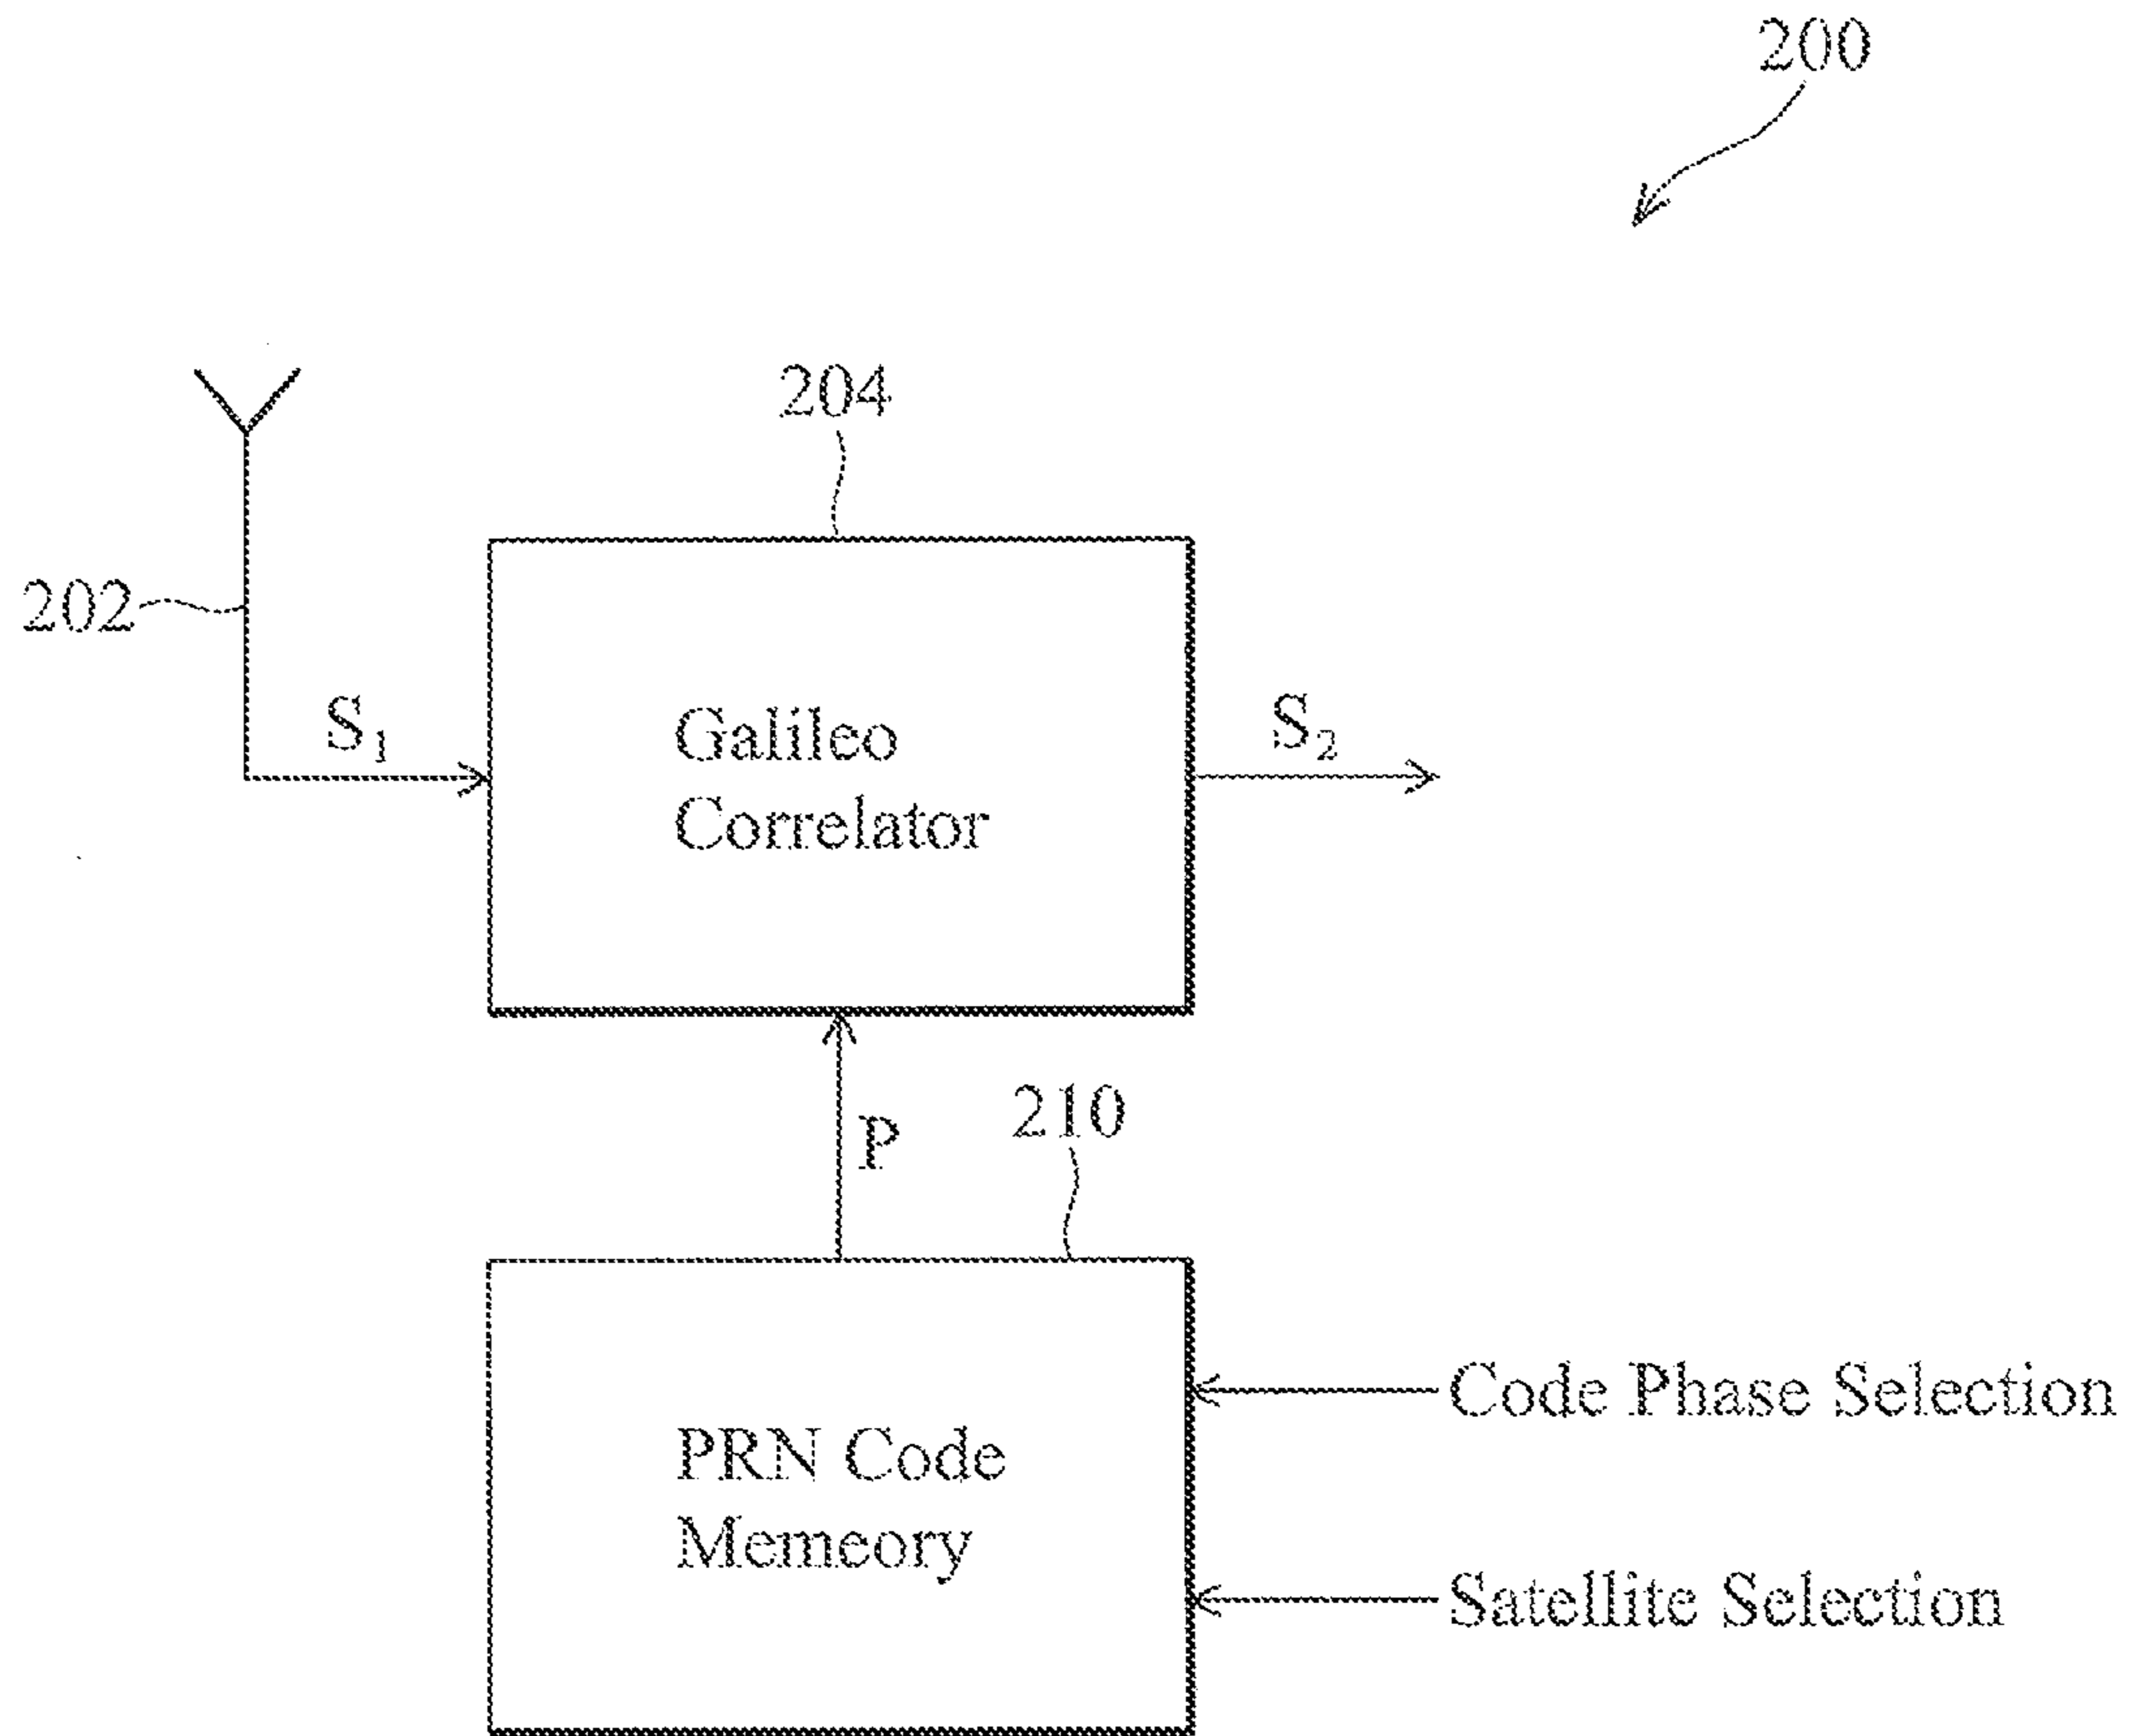 200
204
202
S1
Galileo
Correlator
S2
P
210
PRN Code
Memeory
Code Phase Selection
Satellite Selection